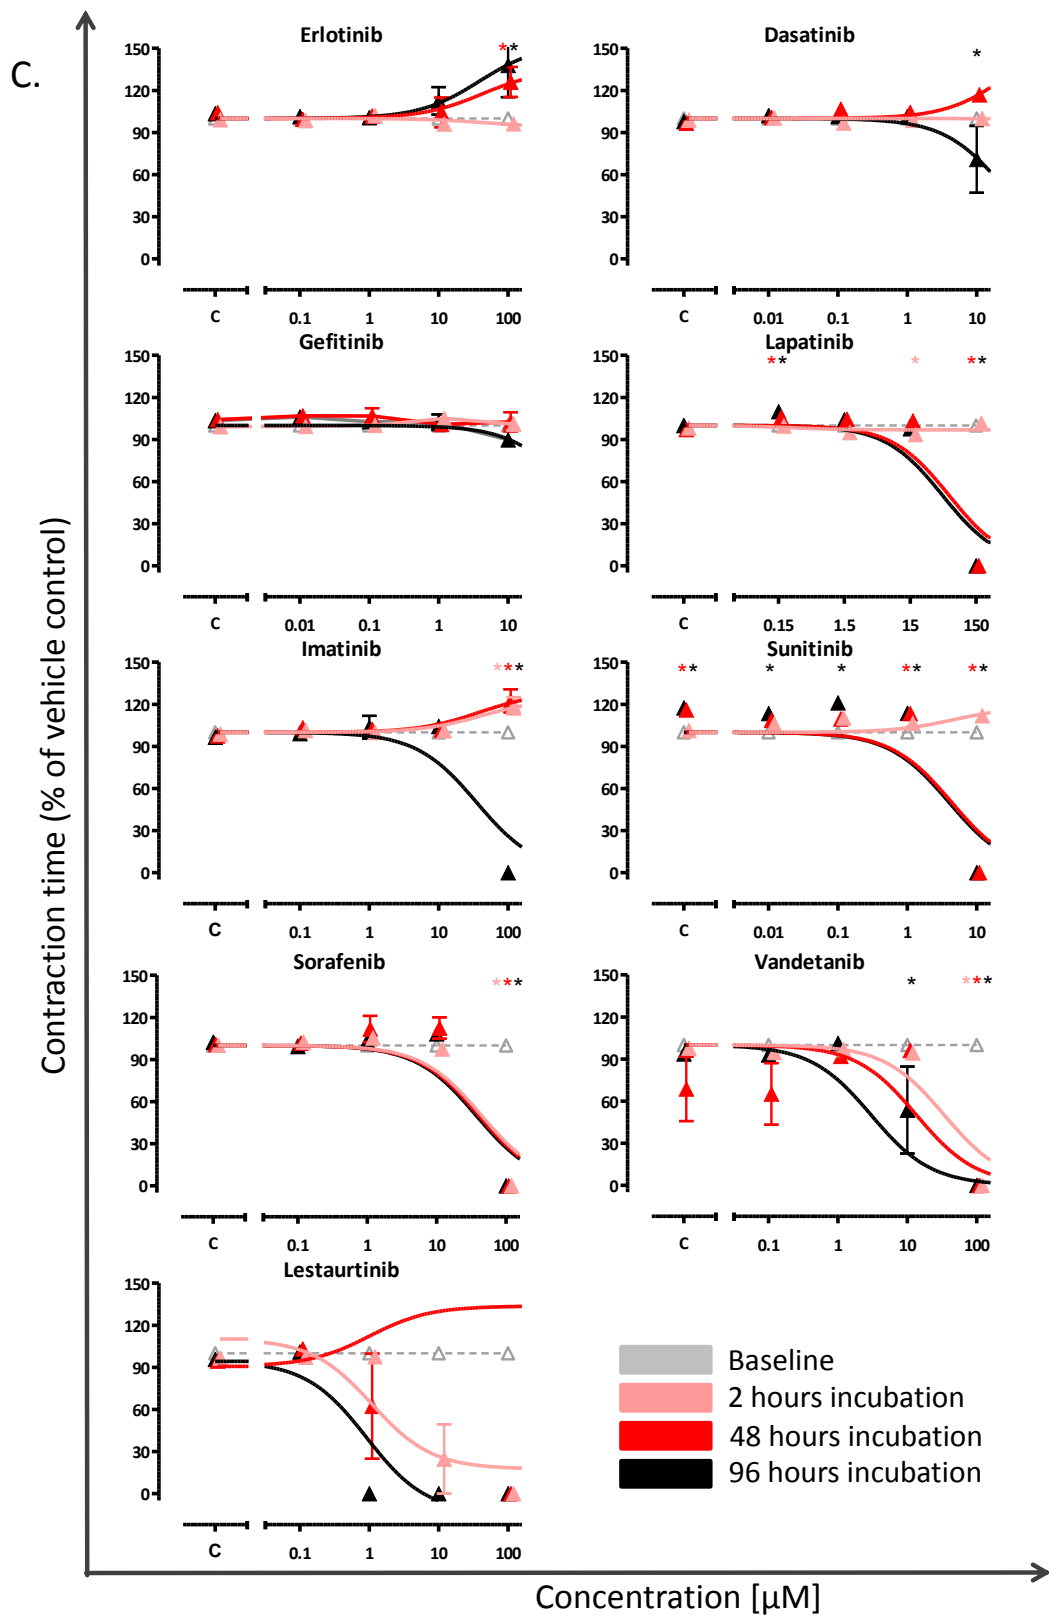 C.
Contraction time (% of vehicle control)
Erlotinib
* *
150
120
90
60
30
0
C 0.1 1 10 100
Dasatinib
*
150
120
90
60
30
0
C 0.01 0.1 1 10
Gefitinib
150
120
90
60
30
0
C 0.01 0.1 1 10
Lapatinib
* * * * *
150
120
90
60
30
0
C 0.15 1.5 15 150
Imatinib
* * *
150
120
90
60
30
0
C 0.1 1 10 100
Sunitinib
* * * * * * * *
150
120
90
60
30
0
C 0.01 0.1 1 10
Sorafenib
* * *
150
120
90
60
30
0
C 0.1 1 10 100
Vandetanib
* * * *
150
120
90
60
30
0
C 0.1 1 10 100
Lestaurtinib
150
120
90
60
30
0
C 0.1 1 10 100
Baseline
2 hours incubation
48 hours incubation
96 hours incubation
Concentration [µM]